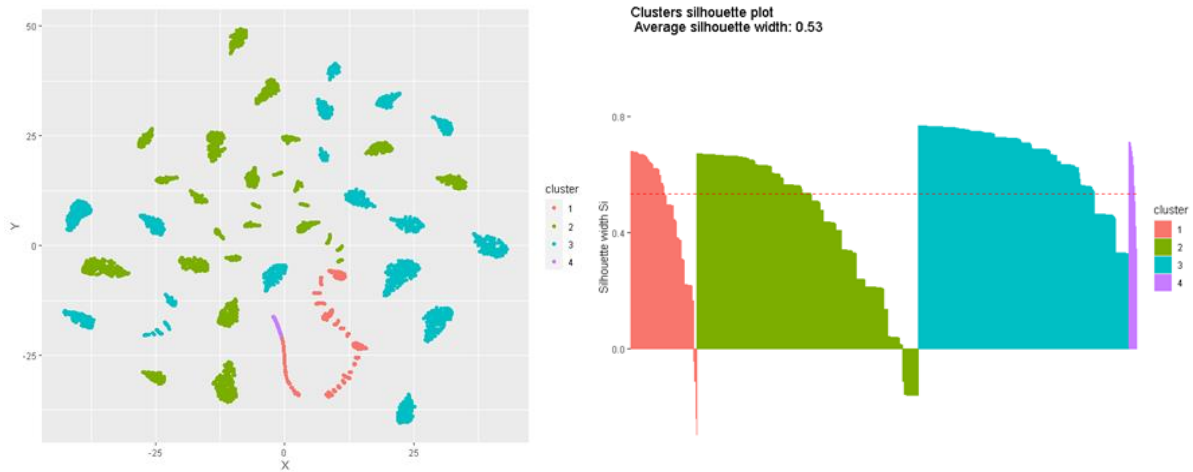 Clusters silhouette plot
Average silhouette width: 0.53
50
25
0
-25
Y
-25
0
25
X
cluster
1
2
3
4
0.8
0.4
0.0
Silhouette width Si
cluster
1
2
3
4